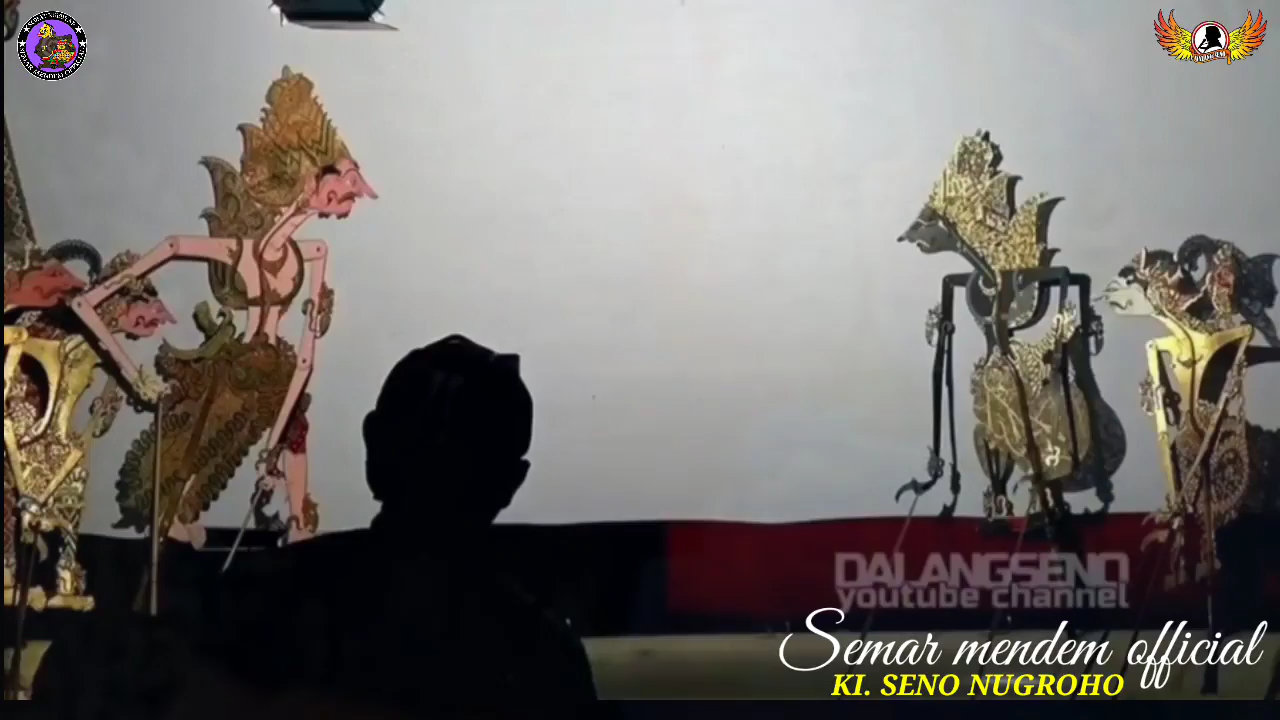 DALANGSENO
youtube channel
Semar mendem official
KI. SENO NUGROHO